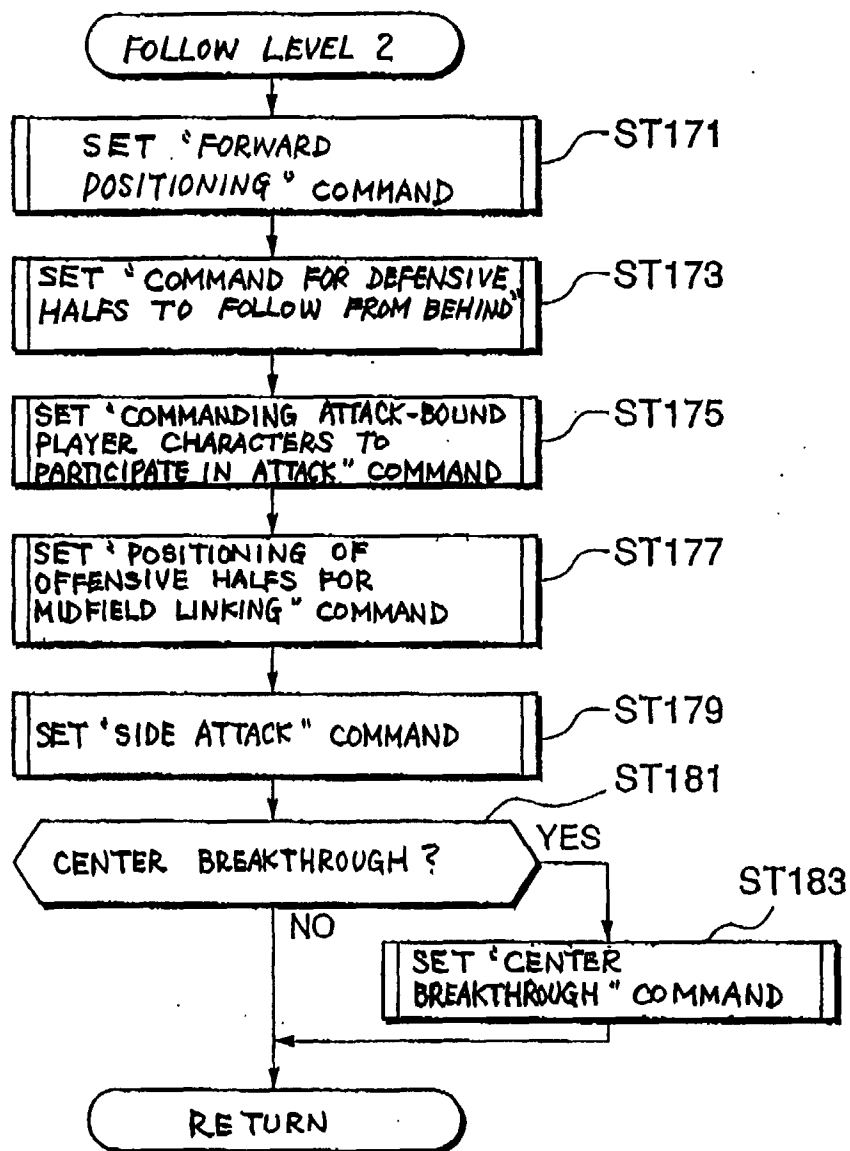 FOLLOW LEVEL 2
SET "FORWARD
POSITIONING" COMMAND
ST171
SET "COMMAND FOR DEFENSIVE
HALFS TO FOLLOW FROM BEHIND"
ST173
SET "COMMANDING ATTACK-BOUND
PLAYER CHARACTERS TO
PARTICIPATE IN ATTACK" COMMAND
ST175
SET "POSITIONING OF
OFFENSIVE HALFS FOR
MIDFIELD LINKING" COMMAND
ST177
SET "SIDE ATTACK" COMMAND
ST179
ST181
CENTER BREAKTHROUGH?
YES
NO
ST183
SET "CENTER
BREAKTHROUGH" COMMAND
RETURN